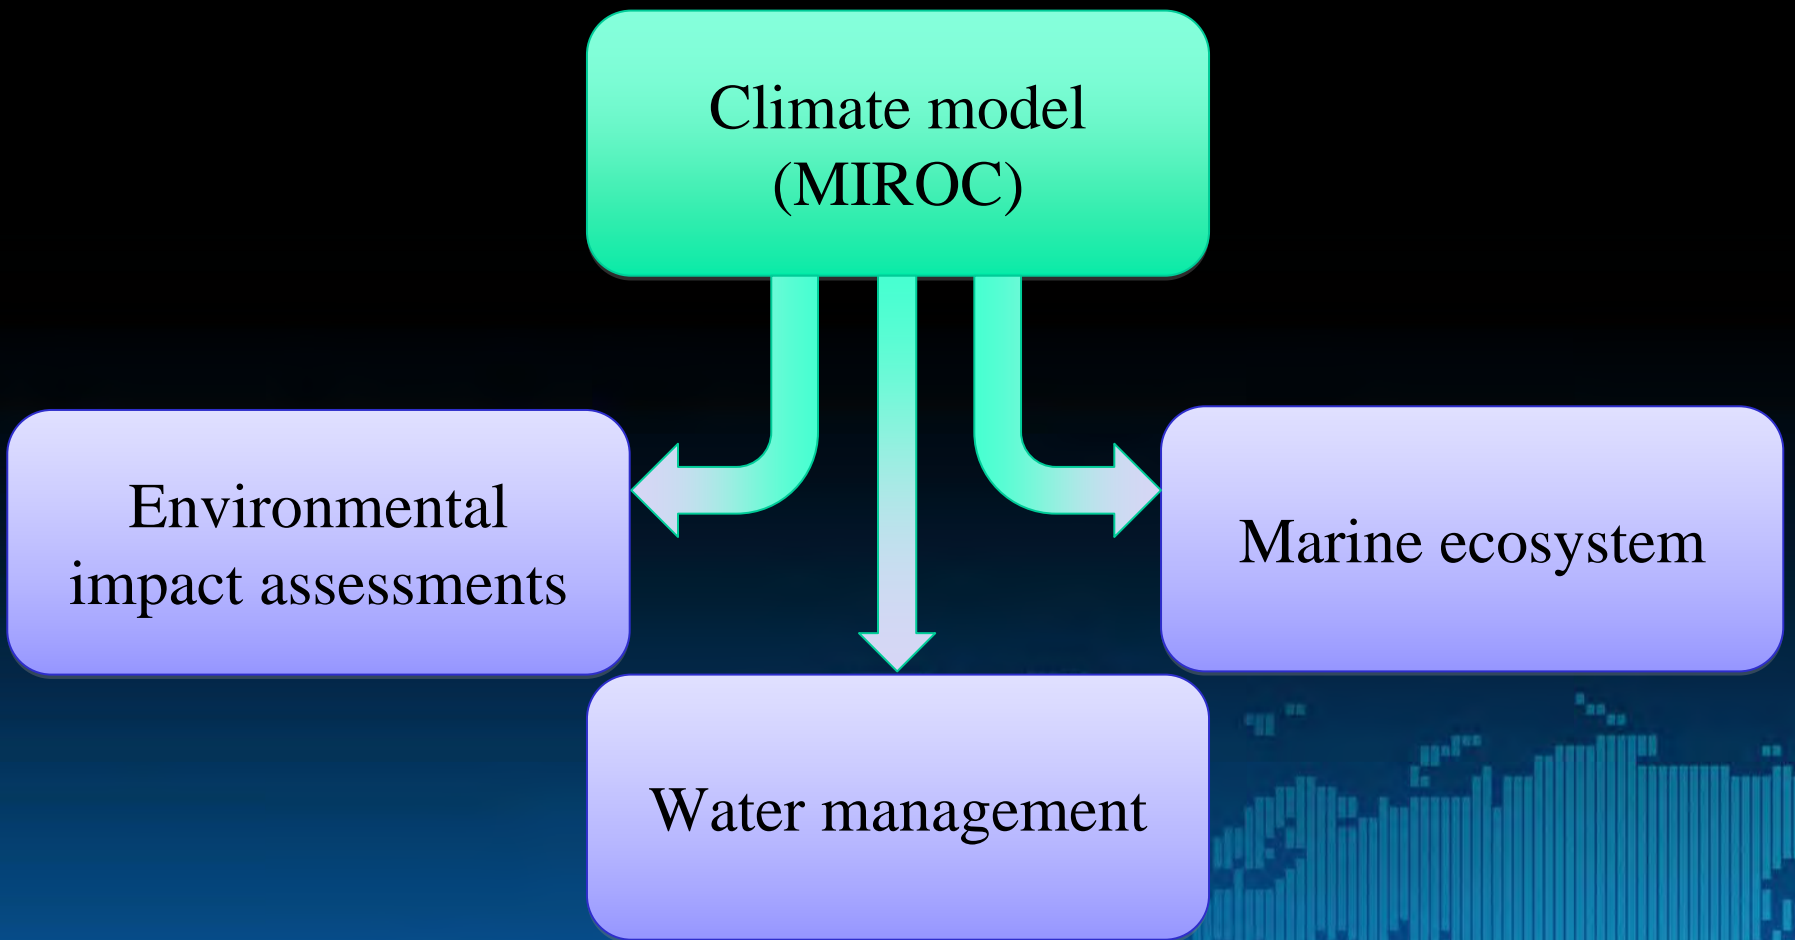 Climate model
(MIROC)
Environmental
impact assessments
Marine ecosystem
Water management